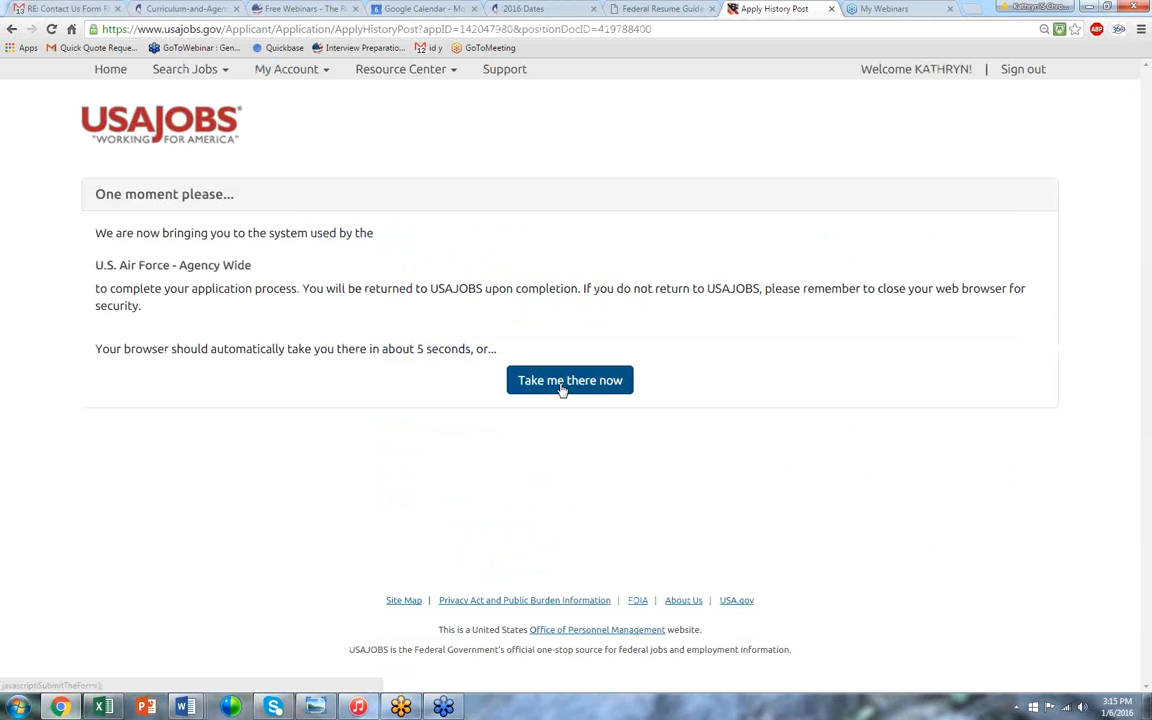 RE: Contact Us Form R
Curriculum-and-Agen
Free Webinars - The R
Google Calendar - Mo
2016 Dates
Federal Resume Guide
Apply History Post
My Webinars
https://www.usajobs.gov/Applicant/Application/ApplyHistoryPost?appID=142047980&positionDocID=419788400
Apps Quick Quote Reque... GoToWebinar : Gen... Quickbase Interview Preparatio... id y GoToMeeting
Home Search Jobs My Account Resource Center Support Welcome KATHRYN! | Sign out
USAJOBS
"WORKING FOR AMERICA"
One moment please...
We are now bringing you to the system used by the
U.S. Air Force - Agency Wide
to complete your application process. You will be returned to USAJOBS upon completion. If you do not return to USAJOBS, please remember to close your web browser for
security.
Your browser should automatically take you there in about 5 seconds, or...
Take me there now
Site Map | Privacy Act and Public Burden Information | FOIA | About Us | USA.gov
This is a United States Office of Personnel Management website.
USAJOBS is the Federal Government's official one-stop source for federal jobs and employment information.
javascript:SubmitTheForm();
3:15 PM
1/6/2016